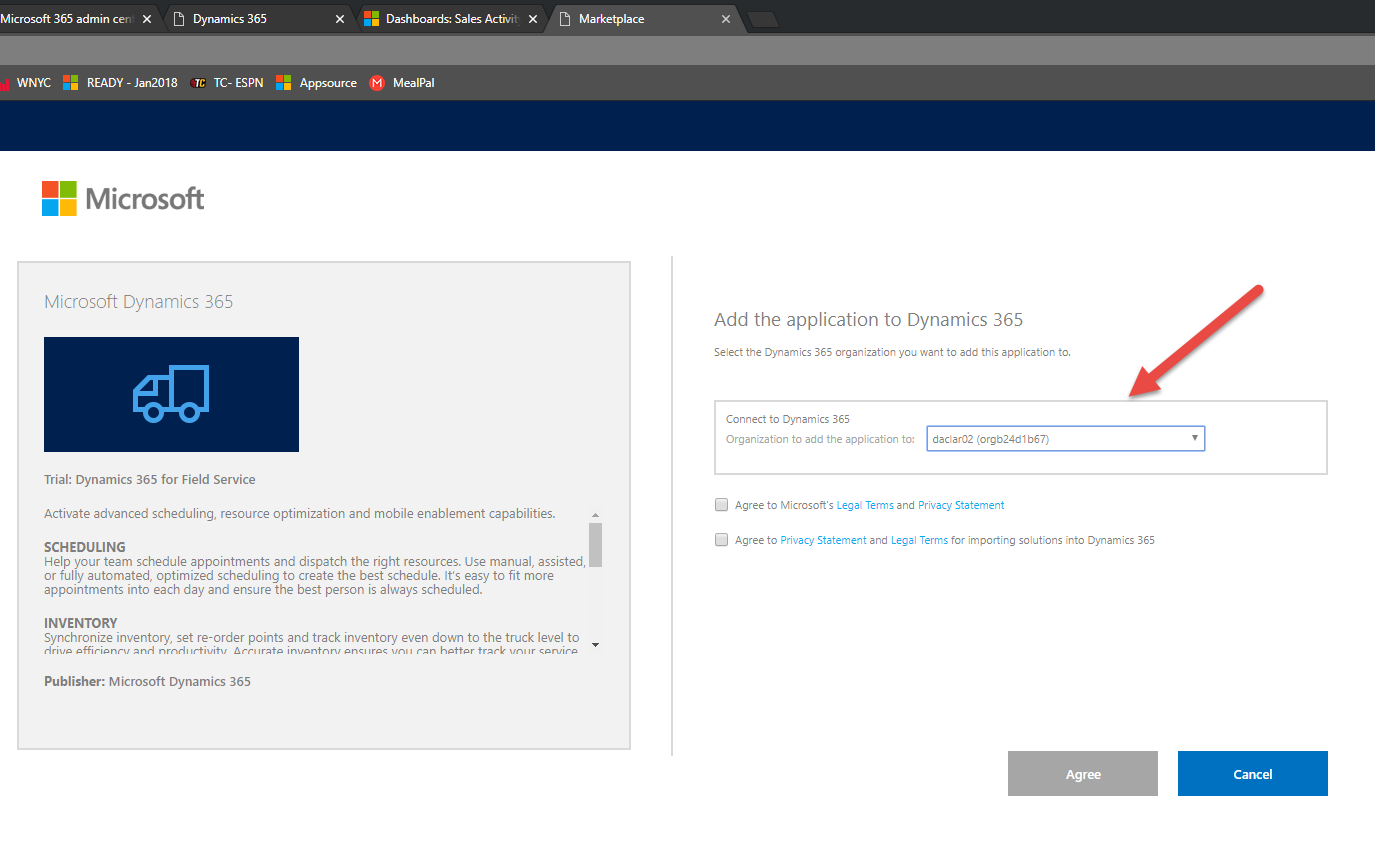 Microsoft 365 admin cen
Dynamics 365
Dashboards: Sales Activity
Marketplace
WNYC
READY - Jan2018
TC
TC- ESPN
Appsource
M
MealPal
Microsoft
Microsoft Dynamics 365
Trial: Dynamics 365 for Field Service
Activate advanced scheduling, resource optimization and mobile enablement capabilities.
SCHEDULING
Help your team schedule appointments and dispatch the right resources. Use manual, assisted,
or fully automated, optimized scheduling to create the best schedule. It's easy to fit more
appointments into each day and ensure the best person is always scheduled.
INVENTORY
Synchronize inventory, set re-order points and track inventory even down to the truck level to
drive efficiency and productivity. Accurate inventory ensures you can better track your service
Publisher: Microsoft Dynamics 365
Add the application to Dynamics 365
Select the Dynamics 365 organization you want to add this application to.
Connect to Dynamics 365
Organization to add the application to:
daclar02 (orgb24d1b67)
Agree to Microsoft's Legal Terms and Privacy Statement
Agree to Privacy Statement and Legal Terms for importing solutions into Dynamics 365
Agree
Cancel